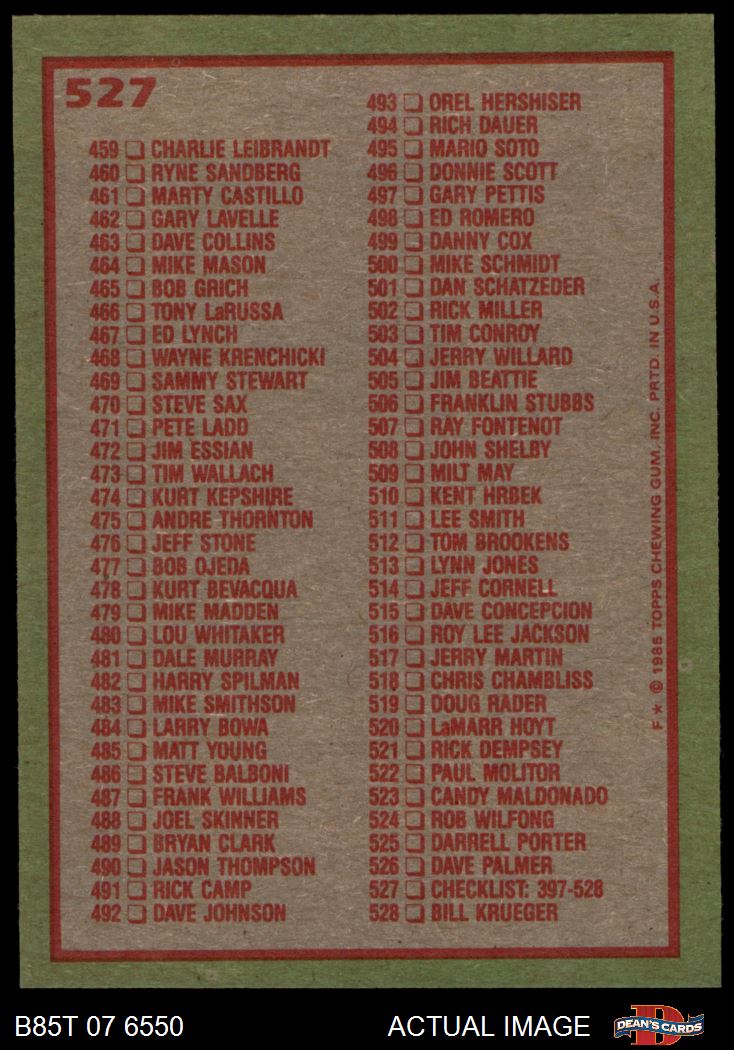 527
459 CHARLIE LEIBRANDT
460 RYNE SANDBERG
461 MARTY CASTILLO
462 GARY LAVELLE
463 DAVE COLLINS
464 MIKE MASON
465 BOB GRICH
466 TONY LaRUSSA
467 ED LYNCH
468 WAYNE KRENCHICKI
469 SAMMY STEWART
470 STEVE SAX
471 PETE LADD
472 JIM ESSIAN
473 TIM WALLACH
474 KURT KEPSHIRE
475 ANDRE THORNTON
476 JEFF STONE
477 BOB OJEDA
478 KURT BEVACQUA
479 MIKE MADDEN
480 LOU WHITAKER
481 DALE MURRAY
482 HARRY SPILMAN
483 MIKE SMITHSON
484 LARRY BOWA
485 MATT YOUNG
486 STEVE BALBONI
487 FRANK WILLIAMS
488 JOEL SKINNER
489 BRYAN CLARK
490 JASON THOMPSON
491 RICK CAMP
492 DAVE JOHNSON
493 OREL HERSHISER
494 RICH DAUER
495 MARIO SOTO
496 DONNIE SCOTT
497 GARY PETTIS
498 ED ROMERO
499 DANNY COX
500 MIKE SCHMIDT
501 DAN SCHATZEDER
502 RICK MILLER
503 TIM CONROY
504 JERRY WILLARD
505 JIM BEATTIE
506 FRANKLIN STUBBS
507 RAY FONTENOT
508 JOHN SHELBY
509 MILT MAY
510 KENT HRBEK
511 LEE SMITH
512 TOM BROOKENS
513 LYNN JONES
514 JEFF CORNELL
515 DAVE CONCEPCION
516 ROY LEE JACKSON
517 JERRY MARTIN
518 CHRIS CHAMBLISS
519 DOUG RADER
520 LaMARR HOYT
521 RICK DEMPSEY
522 PAUL MOLITOR
523 CANDY MALDONADO
524 ROB WILFONG
525 DARRELL PORTER
526 DAVE PALMER
527 CHECKLIST: 397-528
528 BILL KRUEGER
F* © 1985 TOPPS CHEWING GUM, INC. PRTD. IN U.S.A.
B85T 07 6550
ACTUAL IMAGE
D
DEAN'S CARDS